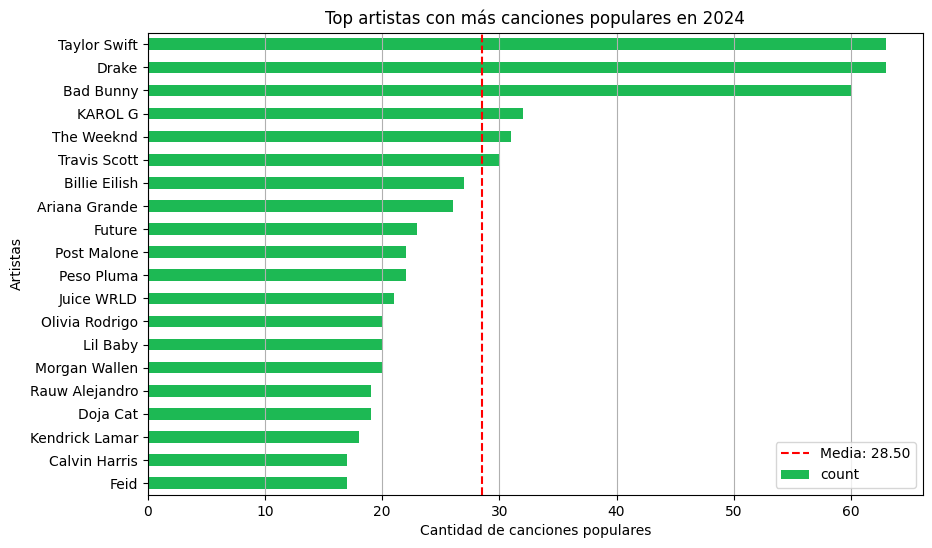 Top artistas con más canciones populares en 2024
Artistas
Taylor Swift
Drake
Bad Bunny
KAROL G
The Weeknd
Travis Scott
Billie Eilish
Ariana Grande
Future
Post Malone
Peso Pluma
Juice WRLD
Olivia Rodrigo
Lil Baby
Morgan Wallen
Rauw Alejandro
Doja Cat
Kendrick Lamar
Calvin Harris
Feid
Media: 28.50
count
0 10 20 30 40 50 60
Cantidad de canciones populares